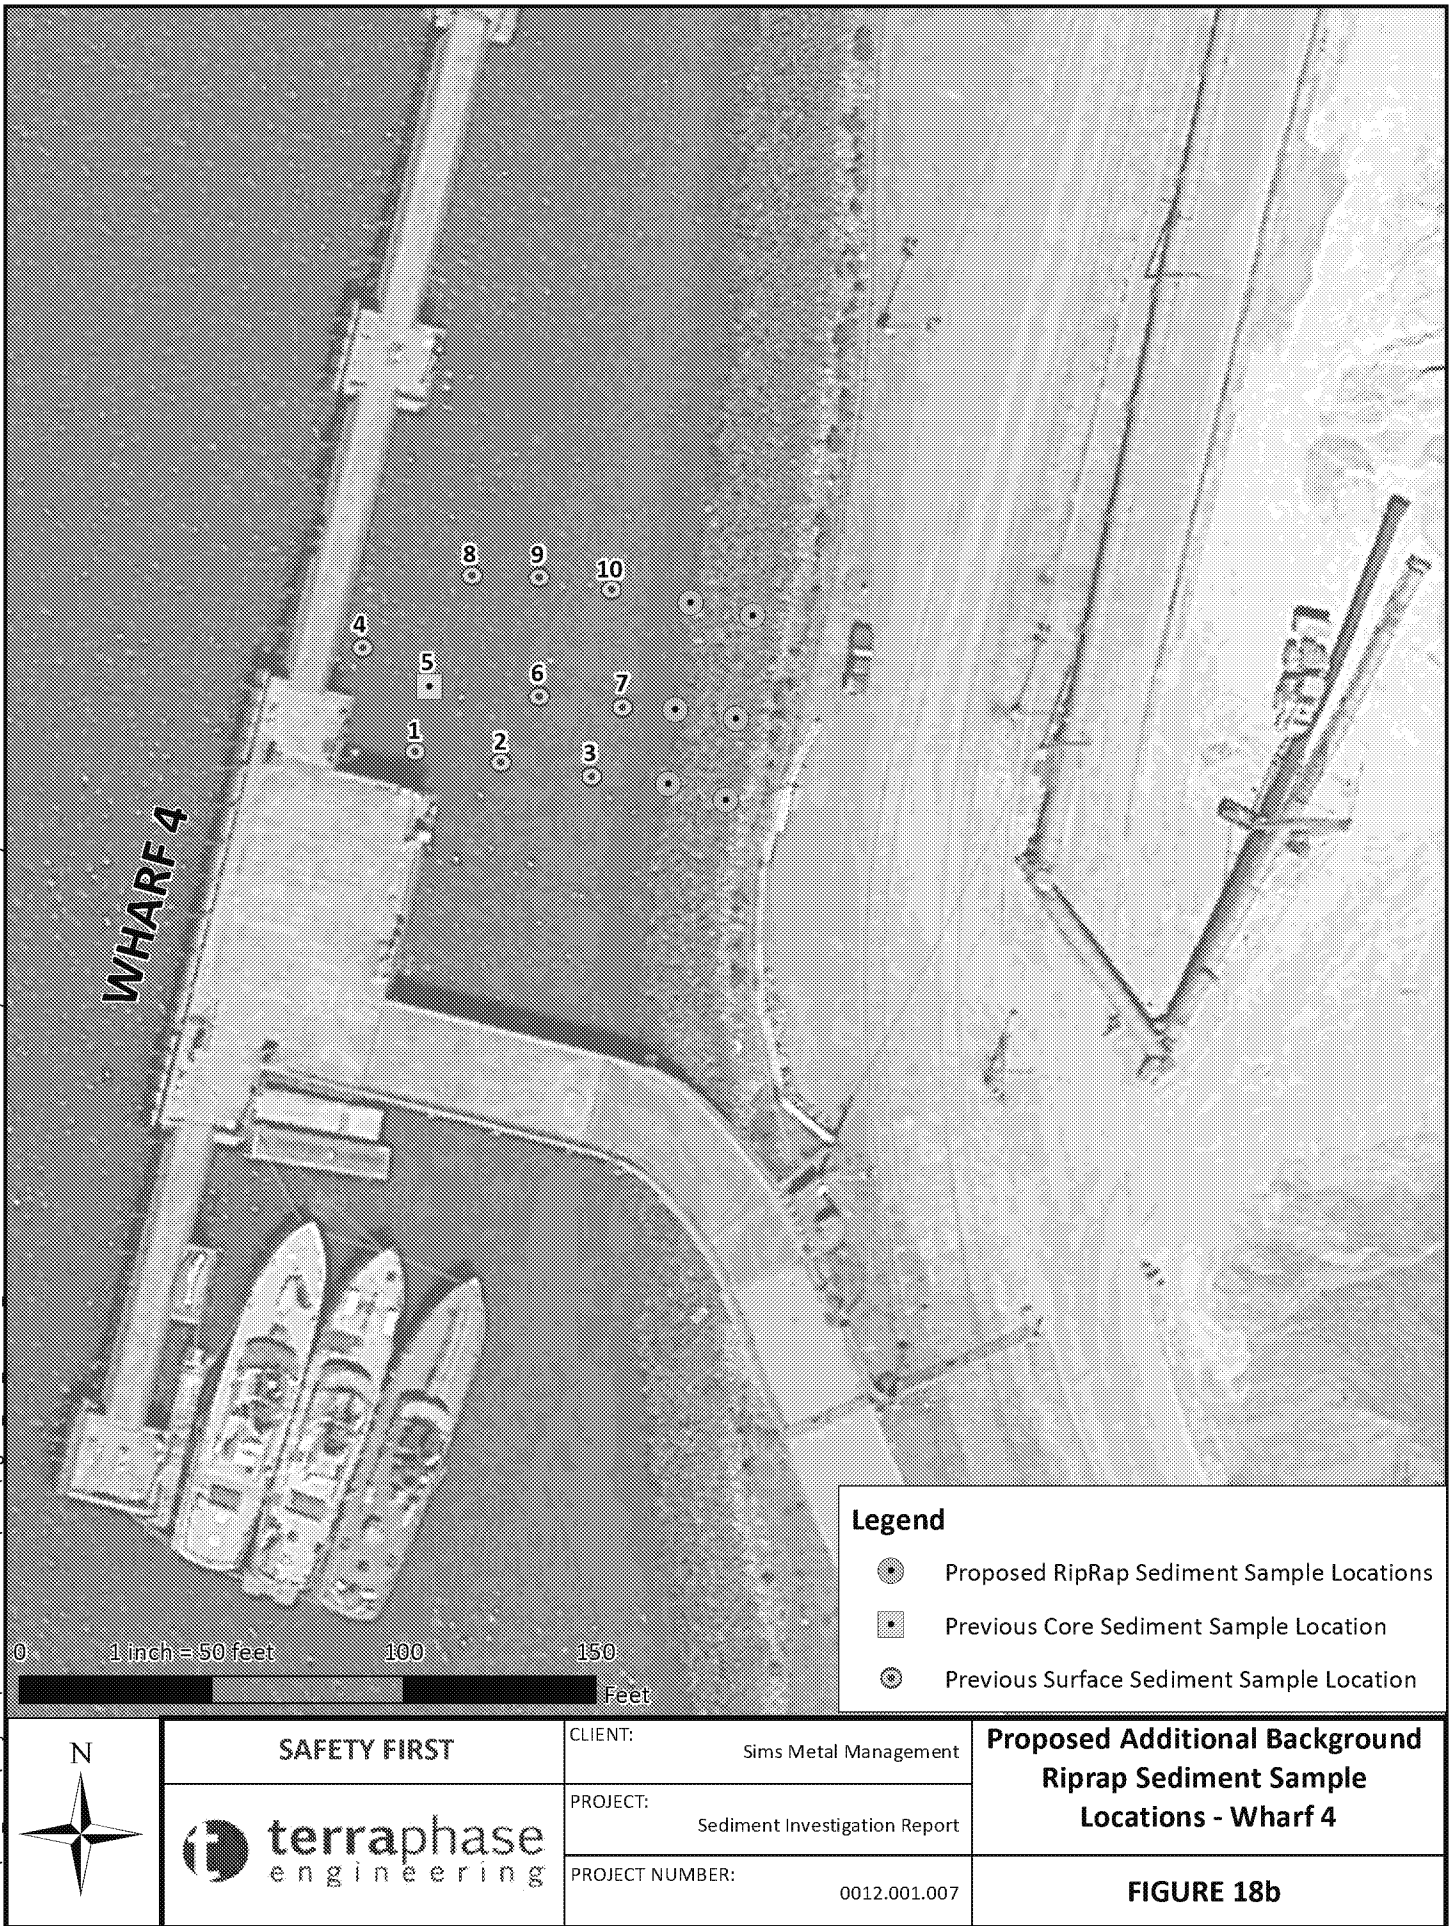 8
9
10
4
5
6
7
1
2
3
WHARF 4
Legend
Proposed RipRap Sediment Sample Locations
Previous Core Sediment Sample Location
Previous Surface Sediment Sample Location
0 1 inch = 50 feet 100 150
Feet
N
SAFETY FIRST
terraphase
engineering
CLIENT:
Sims Metal Management
PROJECT:
Sediment Investigation Report
PROJECT NUMBER:
0012.001.007
Proposed Additional Background
Riprap Sediment Sample
Locations - Wharf 4
FIGURE 18b